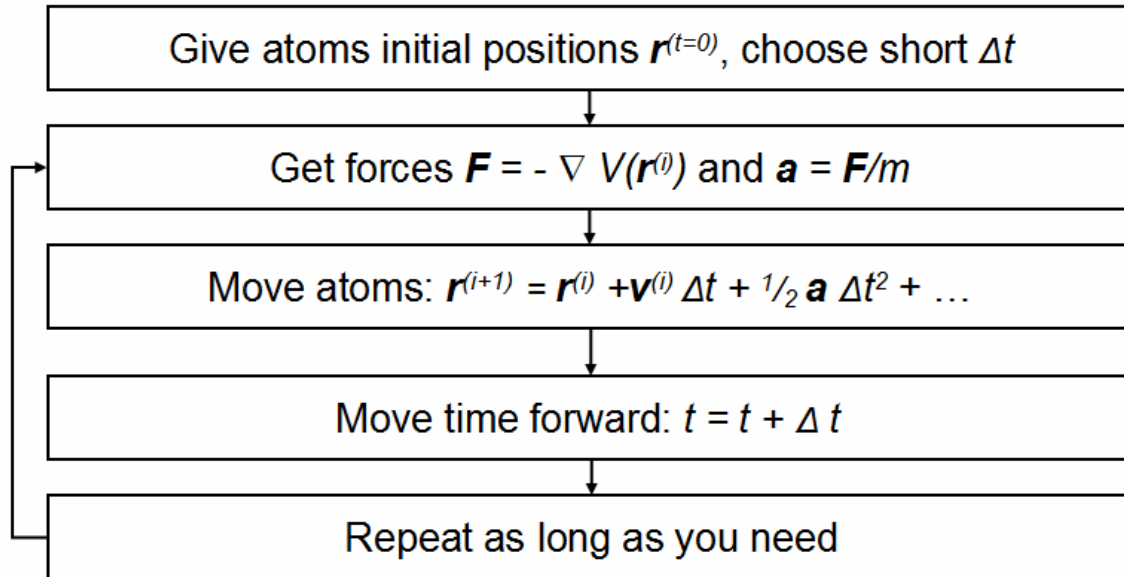 Give atoms initial positions r(t=0), choose short Δt
Get forces F = - ∇ V(r(i)) and a = F/m
Move atoms: r(i+1) = r(i) +v(i) Δt + 1/2 a Δt2 + …
Move time forward: t = t + Δ t
Repeat as long as you need